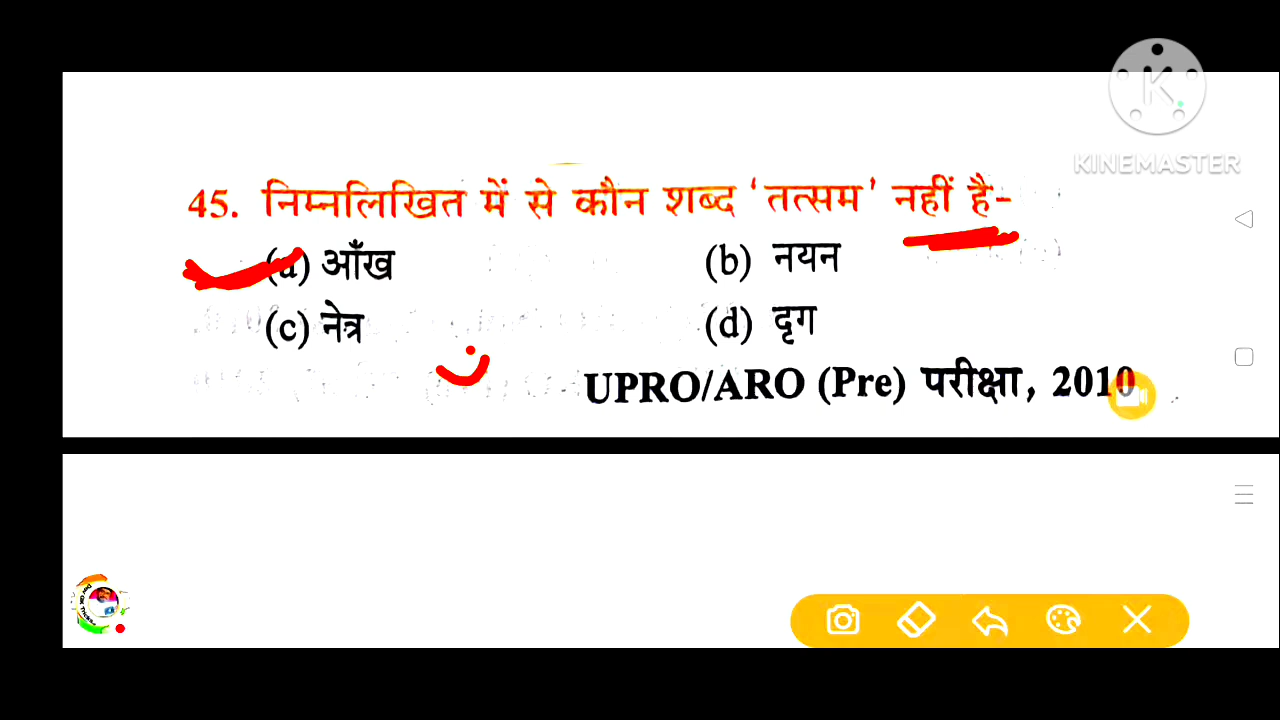 KINEMASTER
45. निम्नलिखित में से कौन शब्द 'तत्सम' नहीं है-
(a) आँख (b) नयन
(c) नेत्र (d) दृग
UPRO/ARO (Pre) परीक्षा, 2010